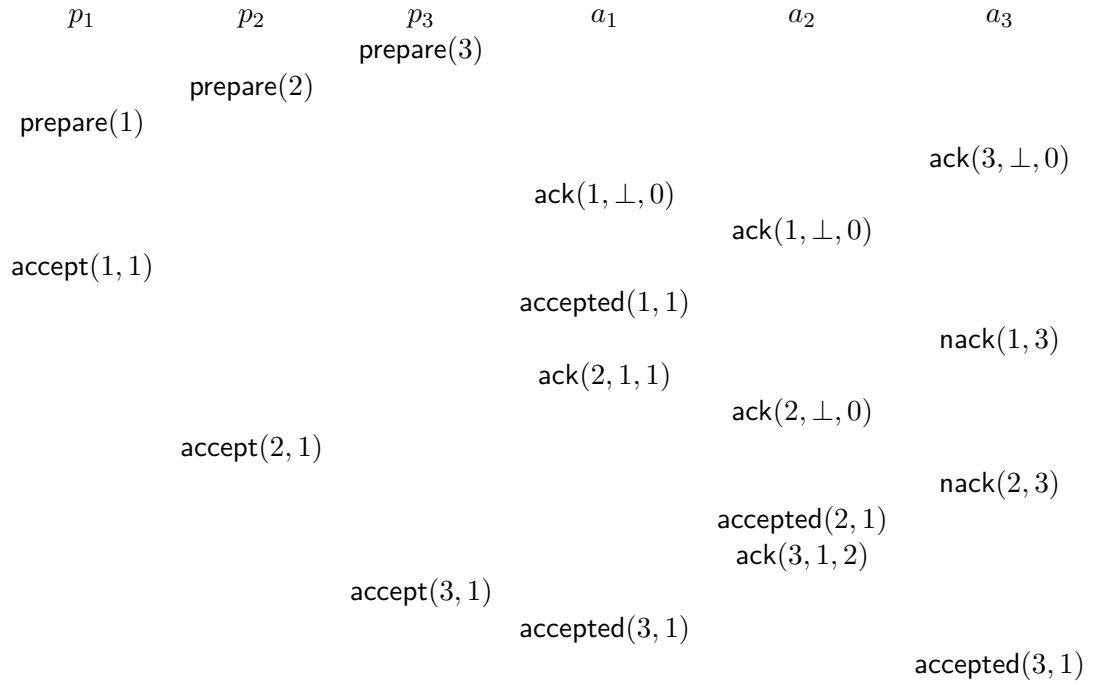 p₁ p₂ p₃ a₁ a₂ a₃
prepare(3)
prepare(2)
prepare(1)
ack(3, ⊥, 0)
ack(1, ⊥, 0)
ack(1, ⊥, 0)
accept(1, 1)
accepted(1, 1)
nack(1, 3)
ack(2, 1, 1)
ack(2, ⊥, 0)
accept(2, 1)
nack(2, 3)
accepted(2, 1)
ack(3, 1, 2)
accept(3, 1)
accepted(3, 1)
accepted(3, 1)